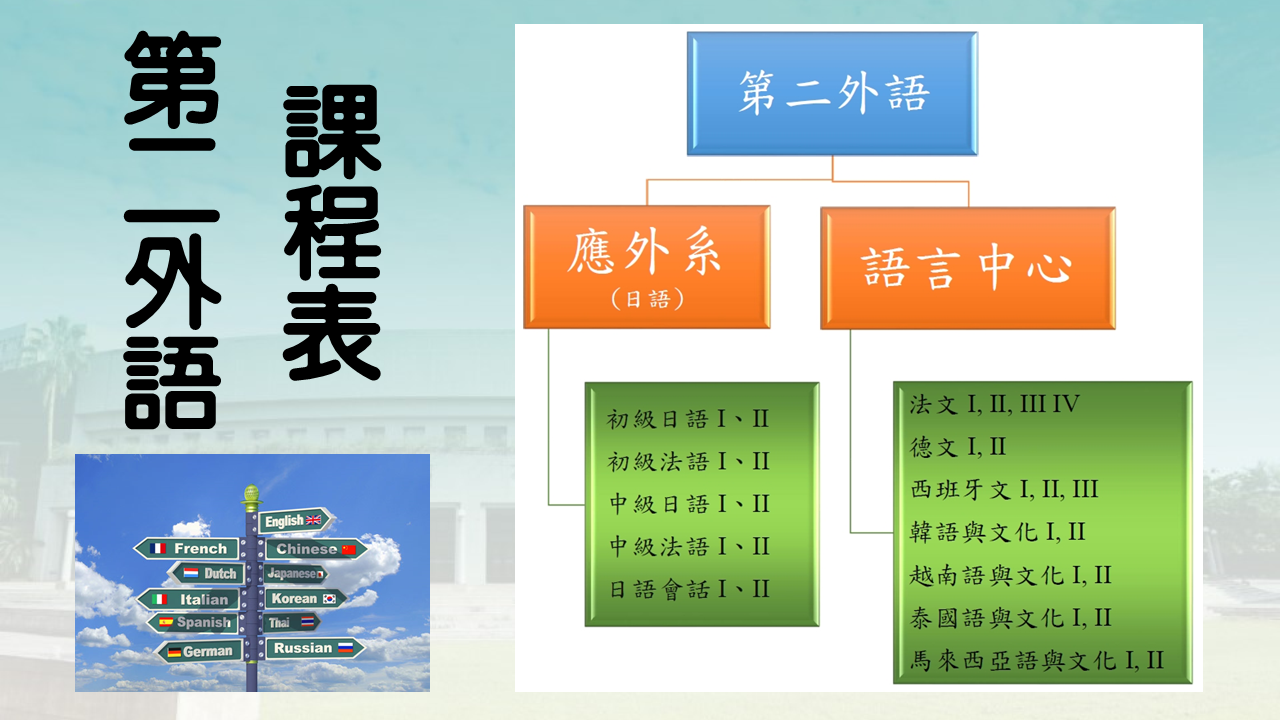 第二外語
課程表
第二外語
應外系
（日語）
語言中心
初級日語 I、II
初級法語 I、II
中級日語 I、II
中級法語 I、II
日語會話 I、II
法文 I, II, III IV
德文 I, II
西班牙文 I, II, III
韓語與文化 I, II
越南語與文化 I, II
泰國語與文化 I, II
馬來西亞語與文化 I, II
English
French
Chinese
Dutch
Japanese
Italian
Korean
Spanish
Thai
German
Russian